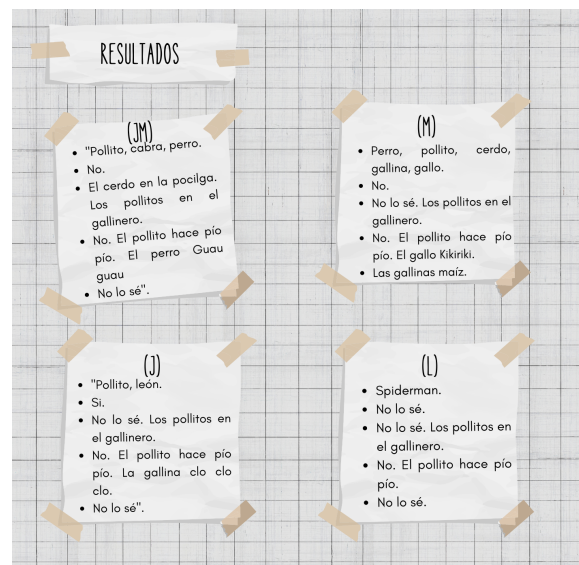 RESULTADOS
(JM)
• "Pollito, cabra, perro.
• No.
• El cerdo en la pocilga.
Los pollitos en el
gallinero.
• No. El pollito hace pío
pío. El perro Guau
guau
• No lo sé".
(M)
• Perro, pollito, cerdo,
gallina, gallo.
• No.
• No lo sé. Los pollitos en el
gallinero.
• No. El pollito hace pío
pío. El gallo Kikiriki.
• Las gallinas maíz.
(J)
• "Pollito, león.
• Si.
• No lo sé. Los pollitos en
el gallinero.
• No. El pollito hace pío
pío. La gallina clo clo
clo.
• No lo sé".
(L)
• Spiderman.
• No lo sé.
• No lo sé. Los pollitos en
el gallinero.
• No. El pollito hace pío
pío.
• No lo sé.